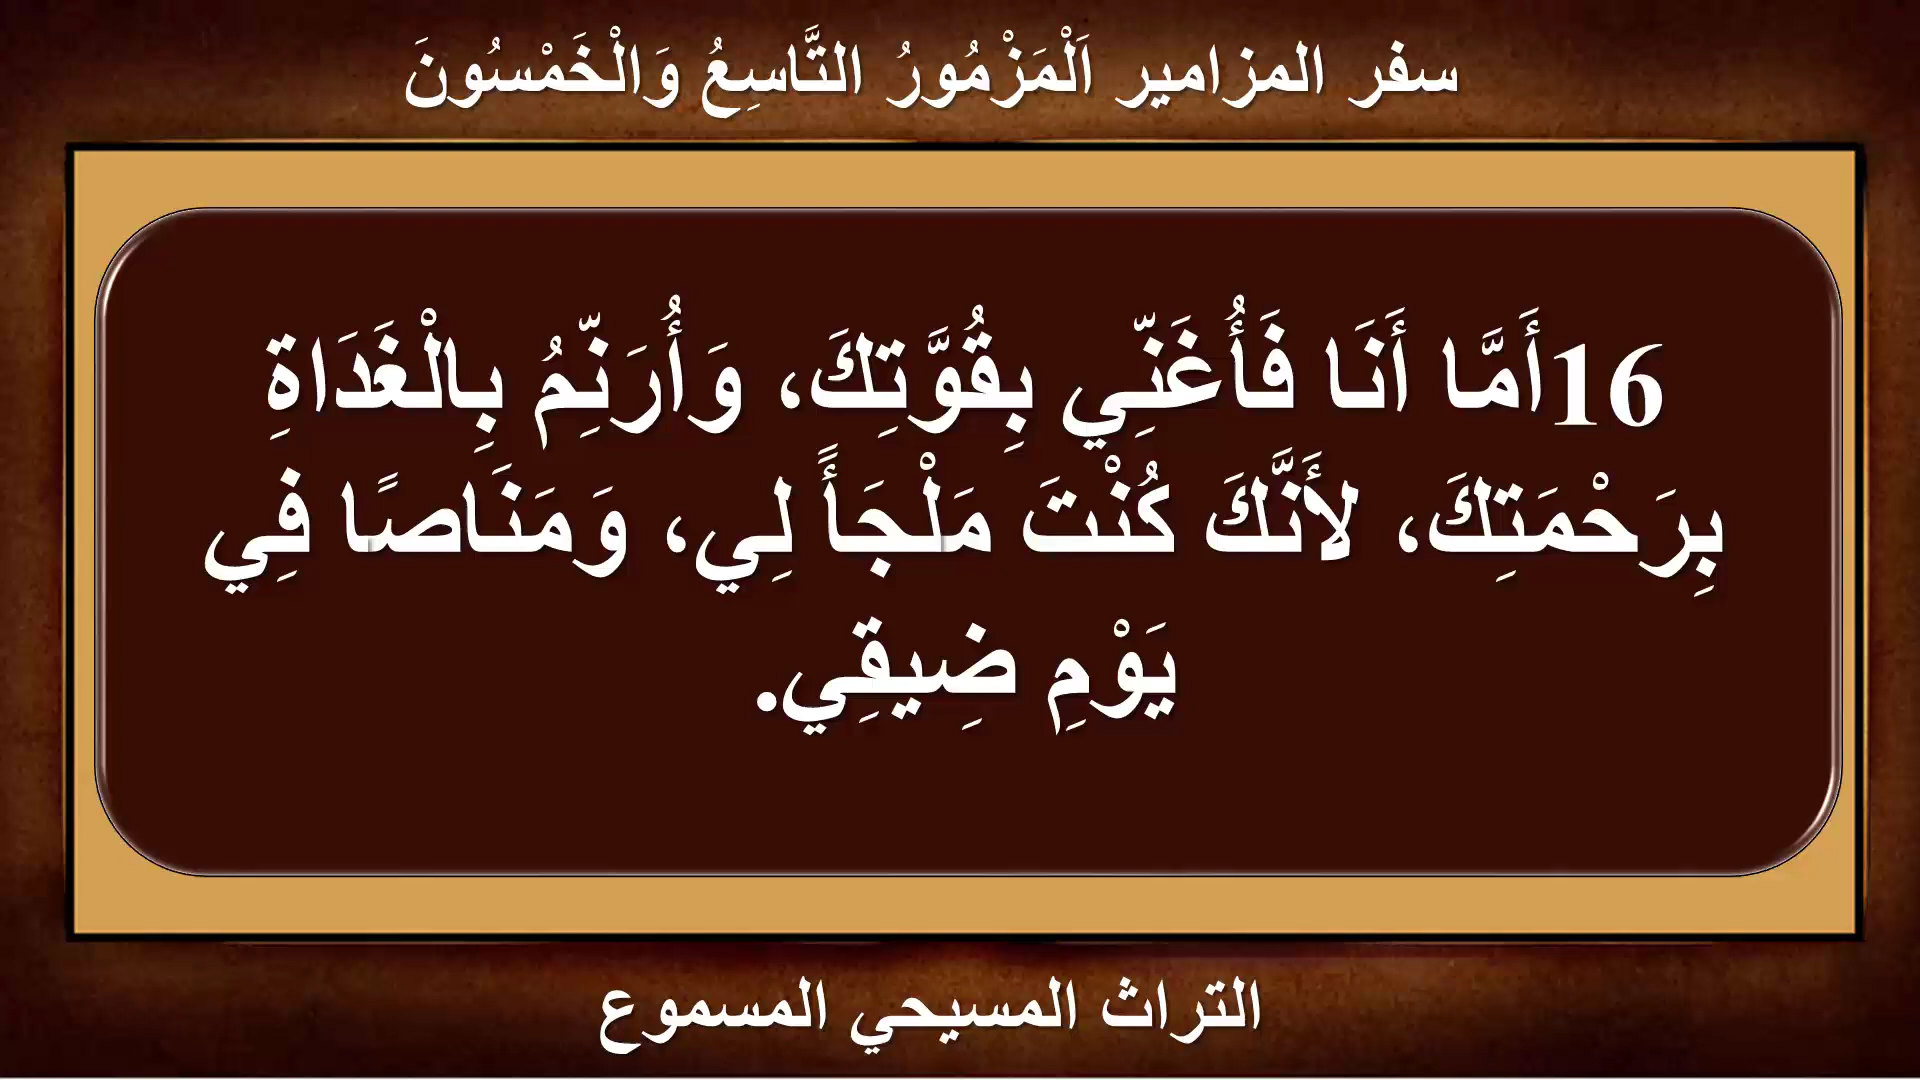 سفر المزامير اَلْمَزْمُورُ التَّاسِعُ وَالْخَمْسُونَ
16أَمَّا أَنَا فَأُغَنِّي بِقُوَّتِكَ، وَأُرَنِّمُ بِالْغَدَاةِ
بِرَحْمَتِكَ، لأَنَّكَ كُنْتَ مَلْجَأً لِي، وَمَنَاصًا فِي
يَوْمِ ضِيقِي.
التراث المسيحي المسموع